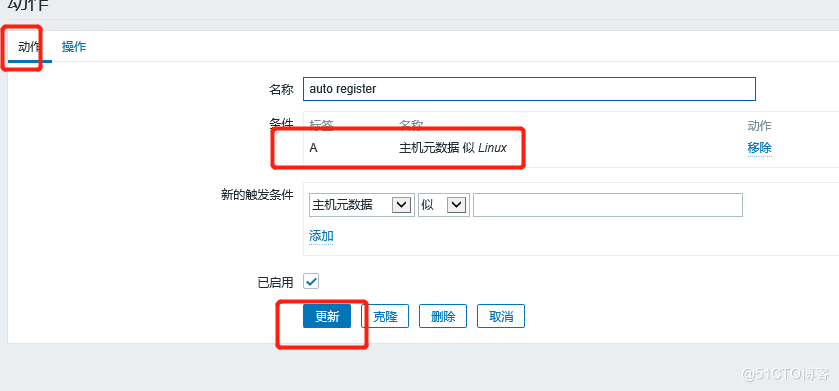 动作
动作 操作
名称 auto register
条件 标签 名称 动作
A 主机元数据 似 Linux 移除
新的触发条件 主机元数据 似
添加
已启用
更新 克隆 删除 取消
@51CTO博客